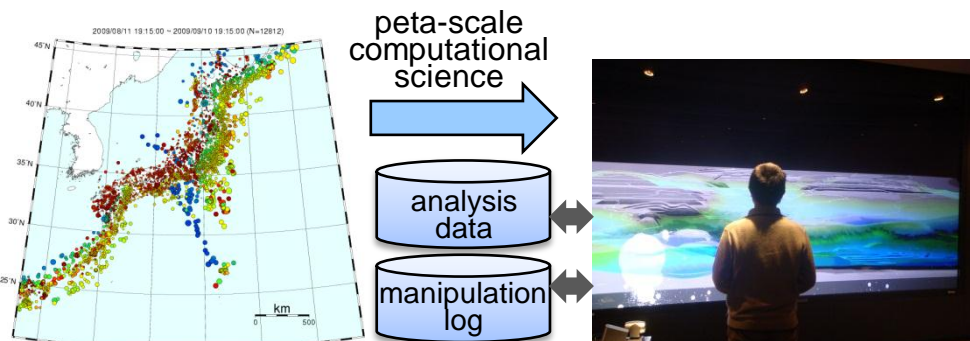 2009/08/11 19:15:00 ~ 2009/09/10 19:15:00 (N=12812)
45°N
40°N
35°N
30°N
25°N
km
0 500
peta-scale
computational
science
analysis
data
manipulation
log